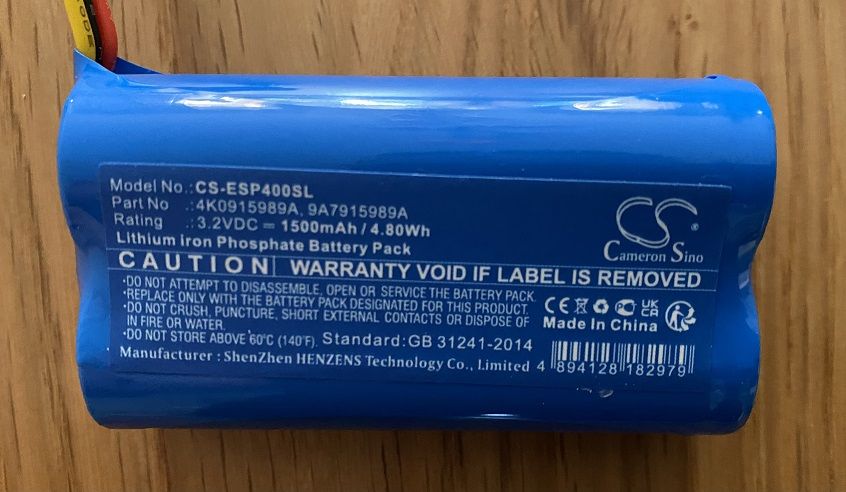 Model No.:CS-ESP400SL
Part No .:4K0915989A, 9A7915989A
Rating .:3.2VDC ⎓ 1500mAh / 4.80Wh
Lithium iron Phosphate Battery Pack
CS
Cameron Sino
CAUTION WARRANTY VOID IF LABEL IS REMOVED
·DO NOT ATTEMPT TO DISASSEMBLE, OPEN OR SERVICE THE BATTERY PACK.
·REPLACE ONLY WITH THE BATTERY PACK DESIGNATED FOR THIS PRODUCT.
·DO NOT CRUSH, PUNCTURE, SHORT EXTERNAL CONTACTS OR DISPOSE OF
IN FIRE OR WATER.
·DO NOT STORE ABOVE 60°C (140°F).
CE UKCA
Made In China
Standard:GB 31241-2014
Manufacturer : ShenZhen HENZENS Technology Co., Limited
4 894128 182979